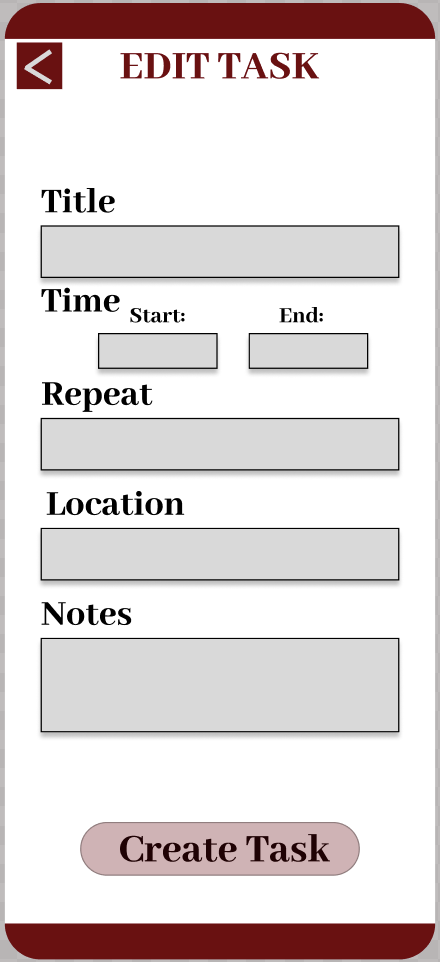 EDIT TASK
Title
Time
Start: End:
Repeat
Location
Notes
Create Task